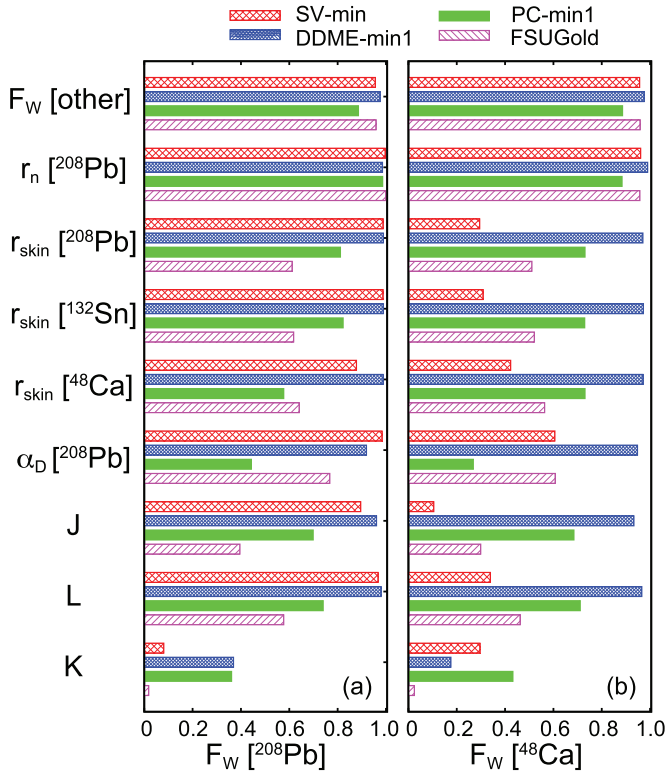 SV-min PC-min1
DDME-min1 FSUGold
F_W [other]
r_n [²⁰⁸Pb]
r_skin [²⁰⁸Pb]
r_skin [¹³²Sn]
r_skin [⁴⁸Ca]
α_D [²⁰⁸Pb]
J
L
K
(a) (b)
0 0.2 0.4 0.6 0.8 1.0 0 0.2 0.4 0.6 0.8 1.0
F_W [²⁰⁸Pb] F_W [⁴⁸Ca]